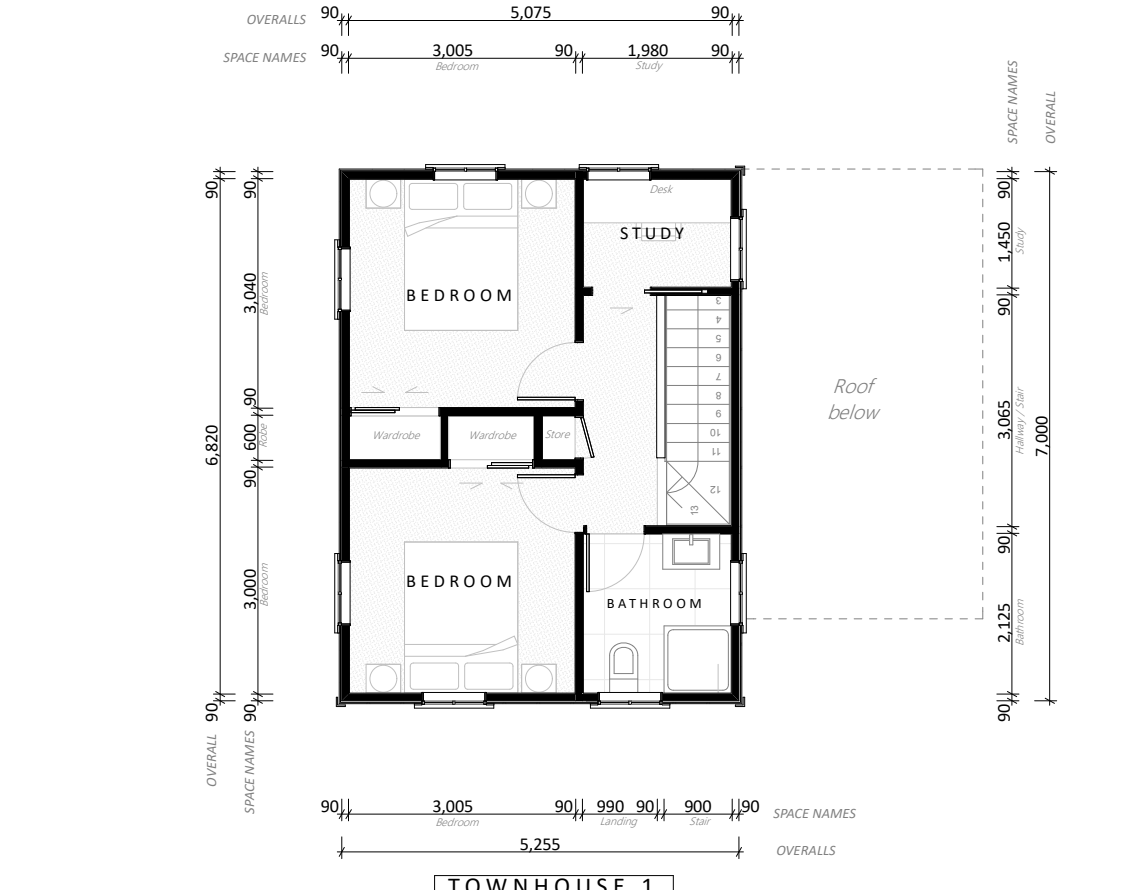 OVERALLS 90 5,075 90
SPACE NAMES 90 3,005 90 1,980 90
Bedroom Study
SPACE NAMES
OVERALL
90
90
90
Desk
STUDY
1,450
Study
BEDROOM
3,040
Bedroom
90
3
4
5
6
7
8
9
10
11
12
13
Roof
below
90
600
Robe
90
Wardrobe
Wardrobe
Store
6,820
3,065
Hallway / Stair
7,000
90
BEDROOM
3,000
Bedroom
BATHROOM
2,125
Bathroom
90
90
90
OVERALL
SPACE NAMES
90 3,005 90 990 90 900 90 SPACE NAMES
Bedroom Landing Stair
5,255 OVERALLS
TOWNHOUSE 1